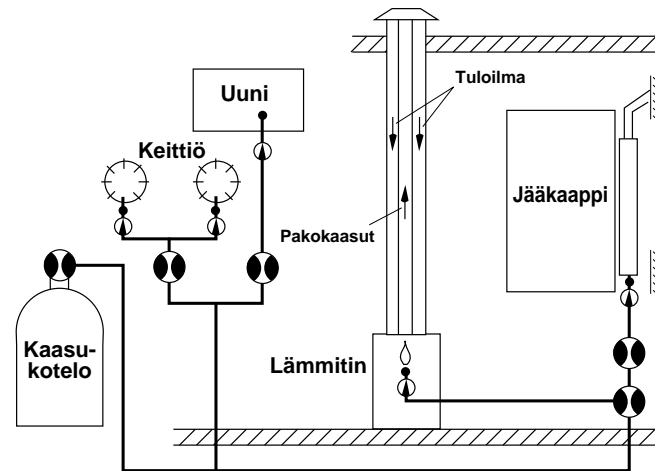 Tuloilma
Uuni
Keittiö
Jääkaappi
Pakokaasut
Kaasu-
kotelo
Lämmitin